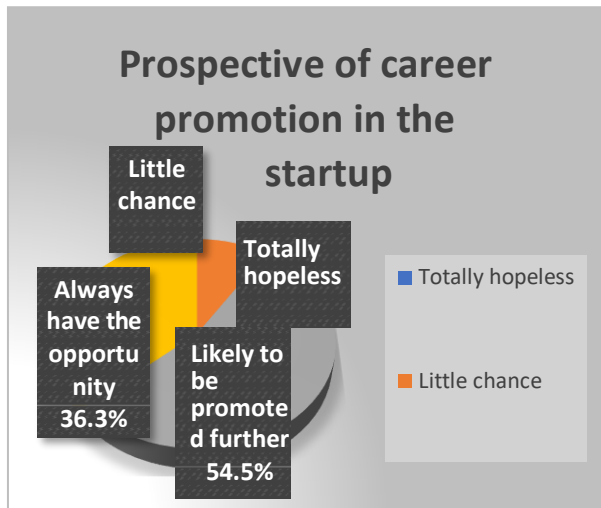 Prospective of career
promotion in the
startup
Little
chance
Totally
hopeless
Always
have the
opportu
nity
36.3%
Likely to
be
promote
d further
54.5%
Totally hopeless
Little chance